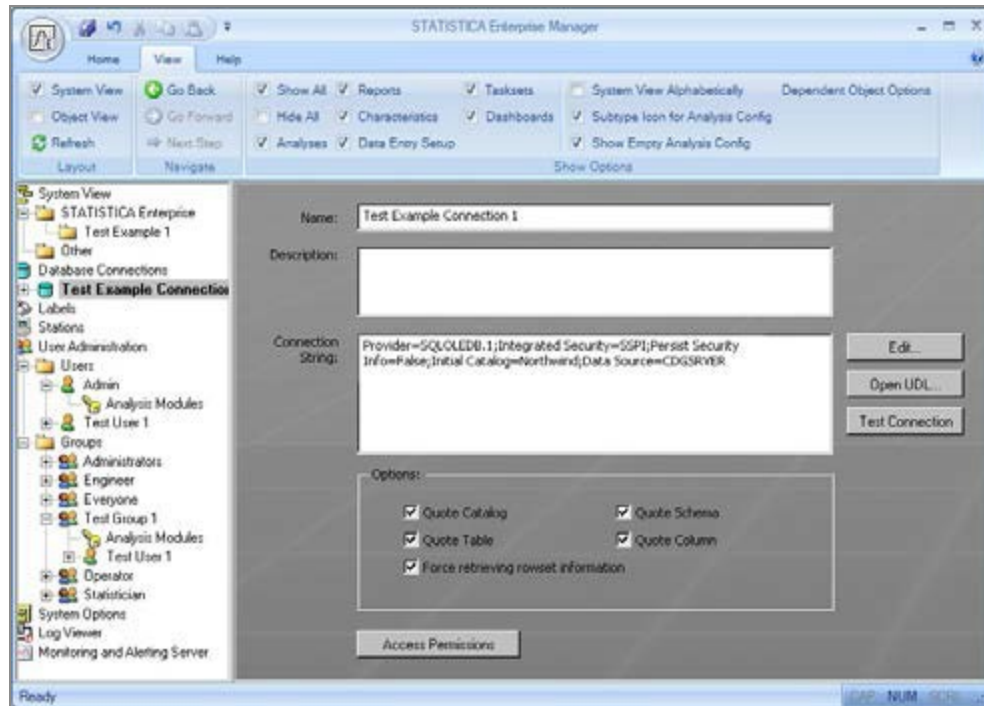 STATISTICA Enterprise Manager
Home View Help
System View Go Back Show All Reports Tasksets System View Alphabetically Dependent Object Options
Object View Go Forward Hide All Characteristics Dashboards Subtype Icon for Analysis Config
Refresh Next Step Analyses Data Entry Setup Show Empty Analysis Config
Layout Navigate Show Options
System View
STATISTICA Enterprise
Test Example 1
Other
Database Connections
Test Example Connection
Labels
Stations
User Administration
Users
Admin
Analysis Modules
Test User 1
Groups
Administrators
Engineer
Everyone
Test Group 1
Analysis Modules
Test User 1
Operator
Statistician
System Options
Log Viewer
Monitoring and Alerting Server
Name: Test Example Connection 1
Description:
Connection String:
Provider=SQLOLEDB.1;Integrated Security=SSPI;Persist Security
Info=False;Initial Catalog=Northwind;Data Source=CDGSRVER
Edit...
Open UDL...
Test Connection
Options:
Quote Catalog Quote Schema
Quote Table Quote Column
Force retrieving rowset information
Access Permissions
Ready CAP NUM SCRL